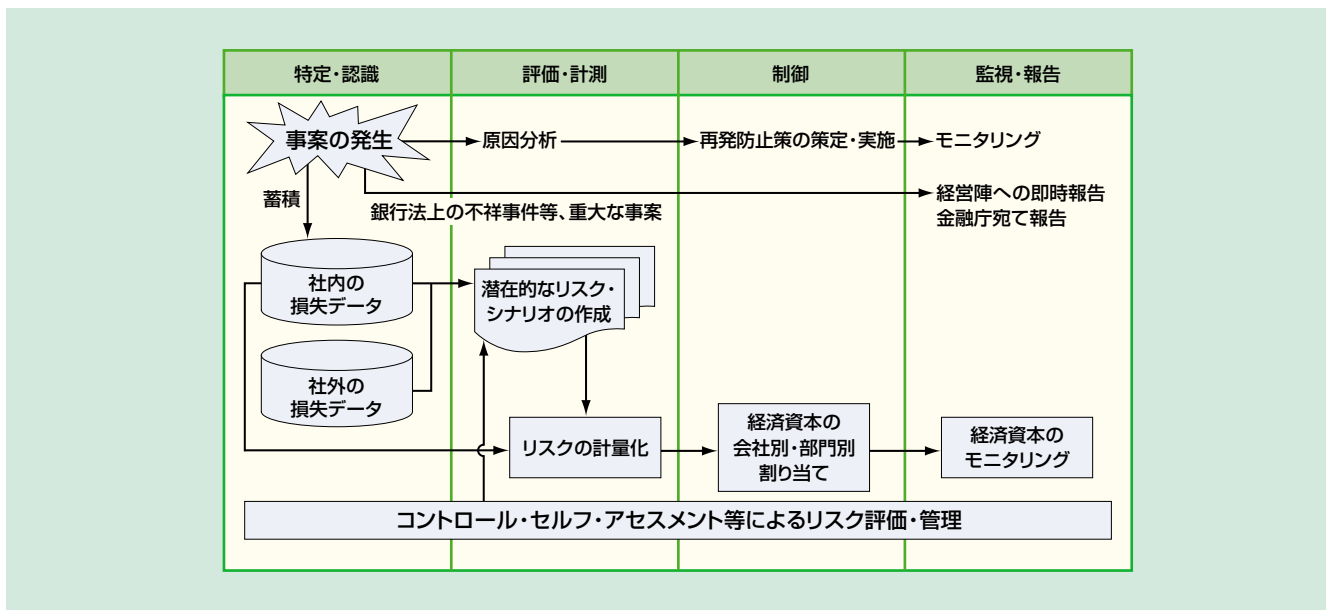 特定・認識
評価・計測
制御
監視・報告
事案の発生
原因分析
再発防止策の策定・実施
モニタリング
蓄積
銀行法上の不祥事件等、重大な事案
経営陣への即時報告
金融庁宛て報告
社内の
損失データ
潜在的なリスク・
シナリオの作成
社外の
損失データ
リスクの計量化
経済資本の
会社別・部門別
割り当て
経済資本の
モニタリング
コントロール・セルフ・アセスメント等によるリスク評価・管理